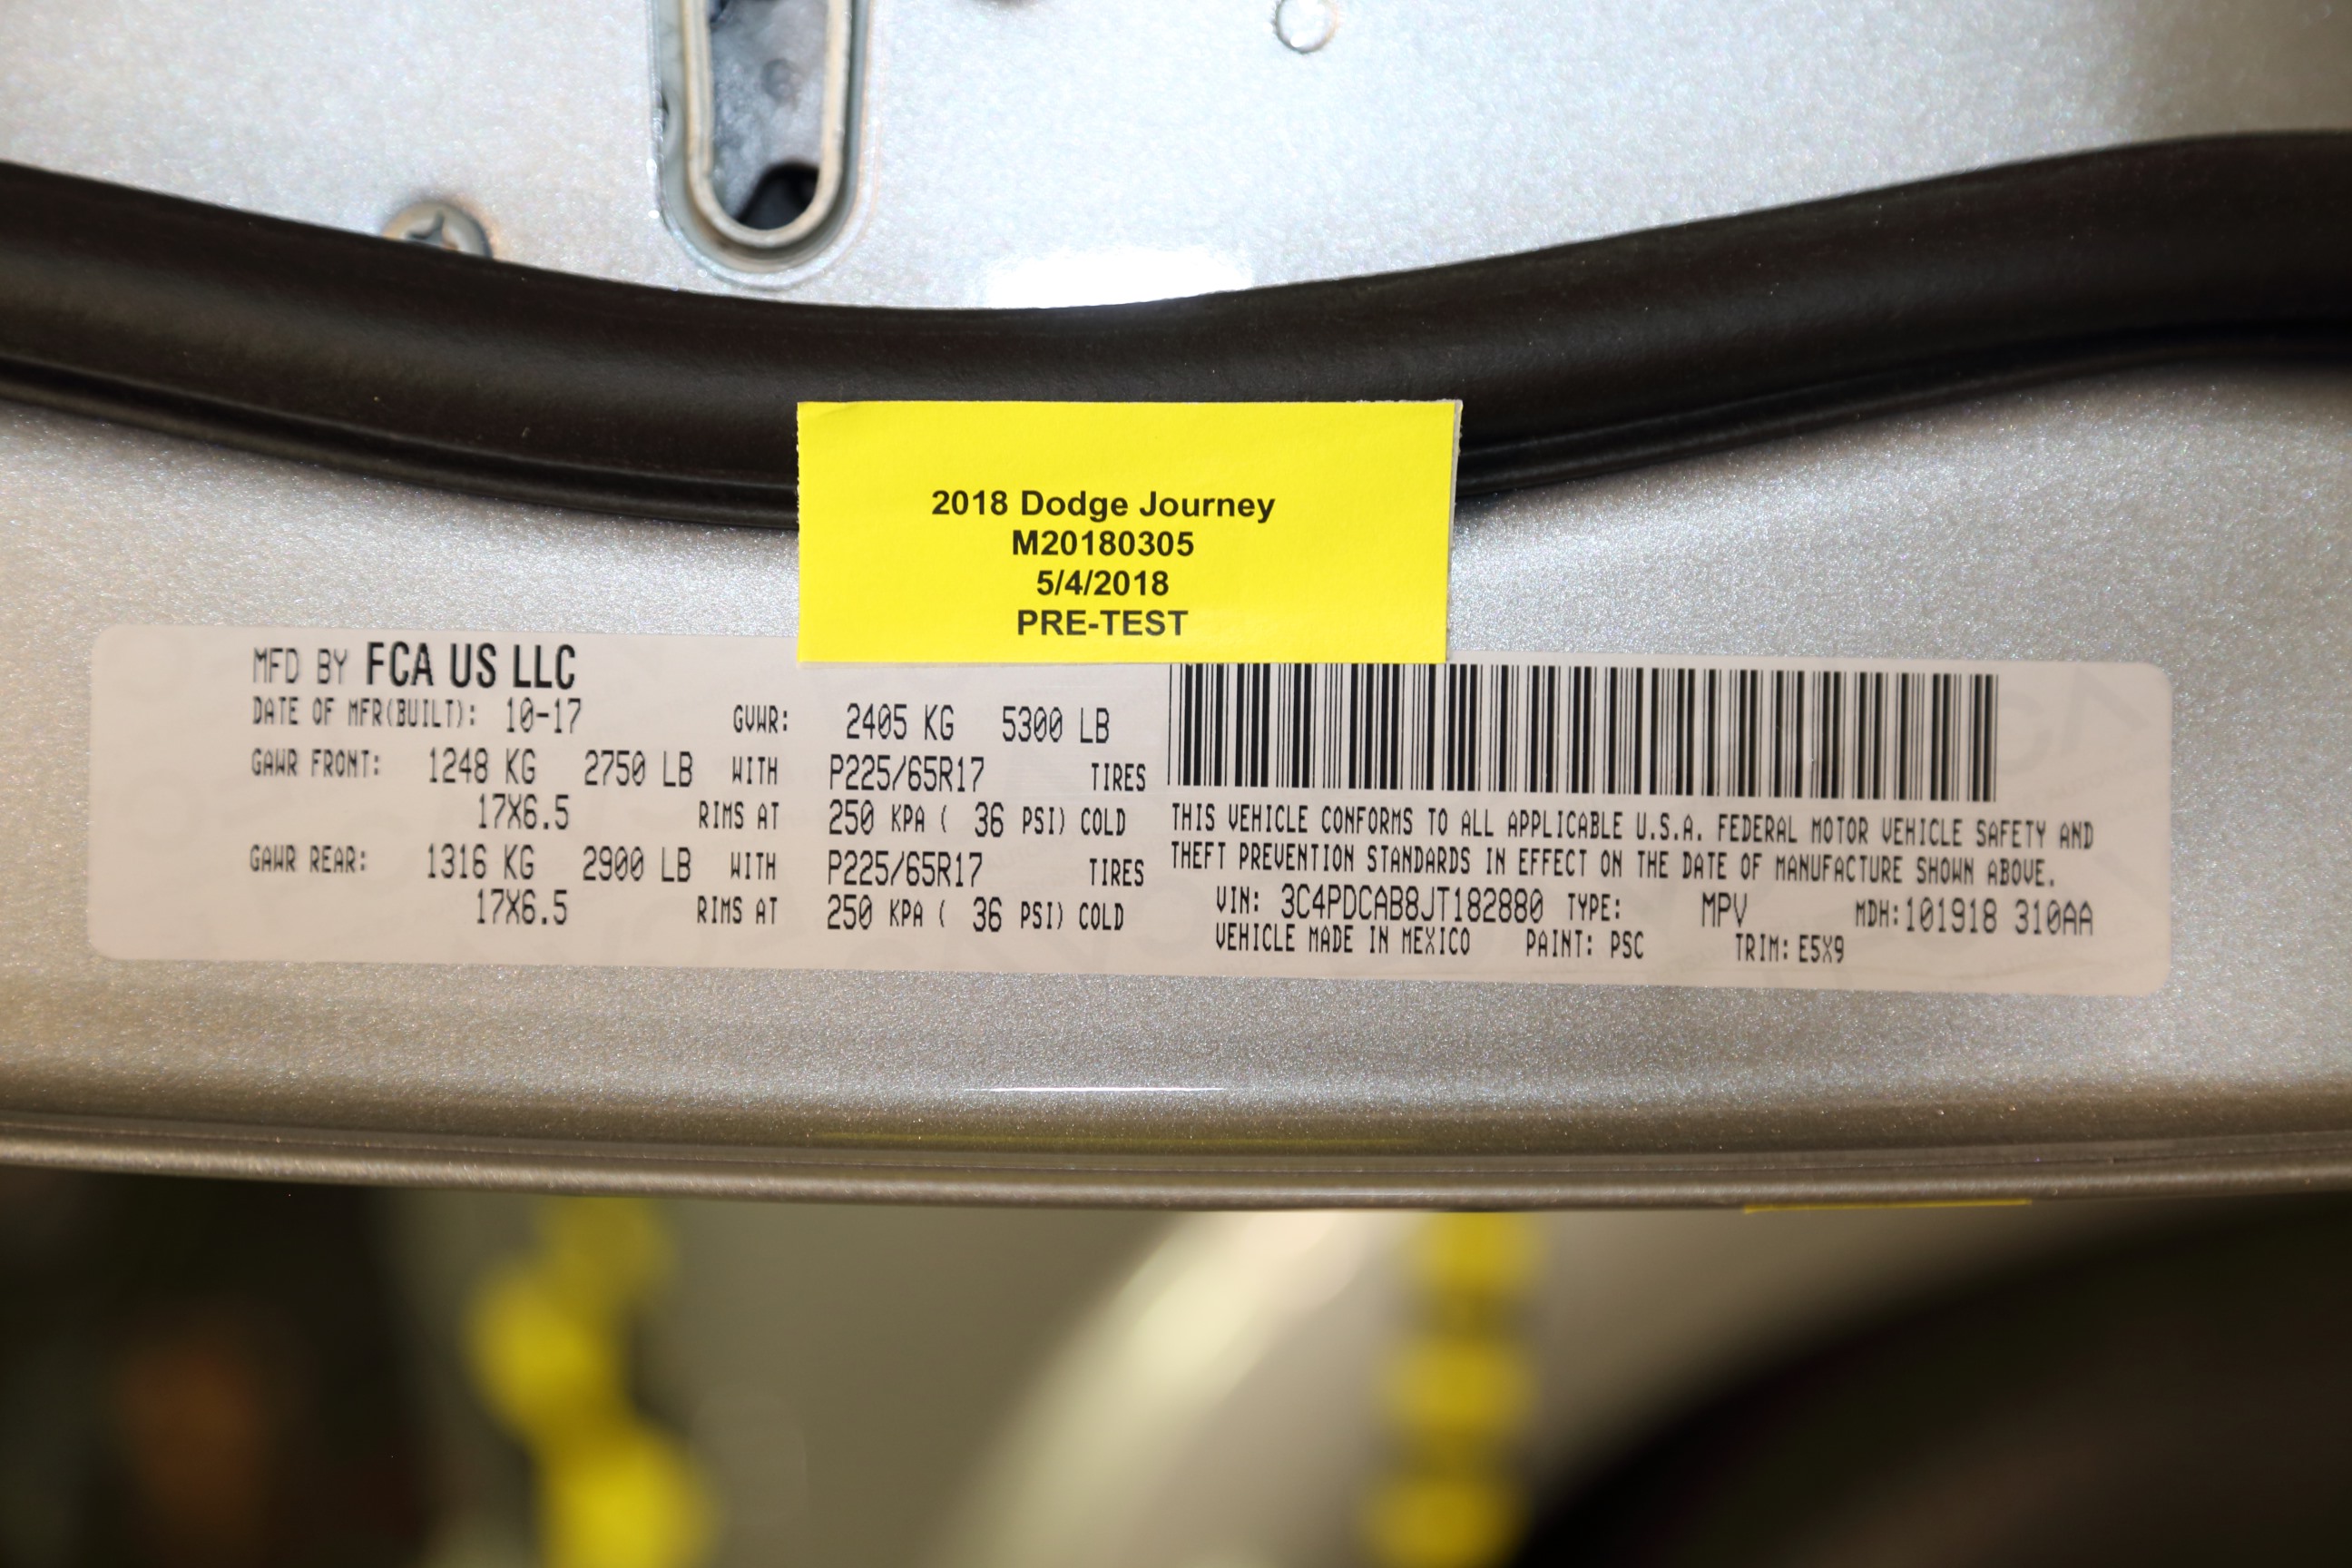 2018 Dodge Journey
M20180305
5/4/2018
PRE-TEST
MFD BY FCA US LLC
DATE OF MFR(BUILT): 10-17 GVWR: 2405 KG 5300 LB
GAWR FRONT: 1248 KG 2750 LB WITH P225/65R17 TIRES
17X6.5 RIMS AT 250 KPA ( 36 PSI) COLD
GAWR REAR: 1316 KG 2900 LB WITH P225/65R17 TIRES
17X6.5 RIMS AT 250 KPA ( 36 PSI) COLD
THIS VEHICLE CONFORMS TO ALL APPLICABLE U.S.A. FEDERAL MOTOR VEHICLE SAFETY AND
THEFT PREVENTION STANDARDS IN EFFECT ON THE DATE OF MANUFACTURE SHOWN ABOVE.
VIN: 3C4PDCAB8JT182880 TYPE: MPV MDH:101918 310AA
VEHICLE MADE IN MEXICO PAINT: PSC TRIM: E5X9